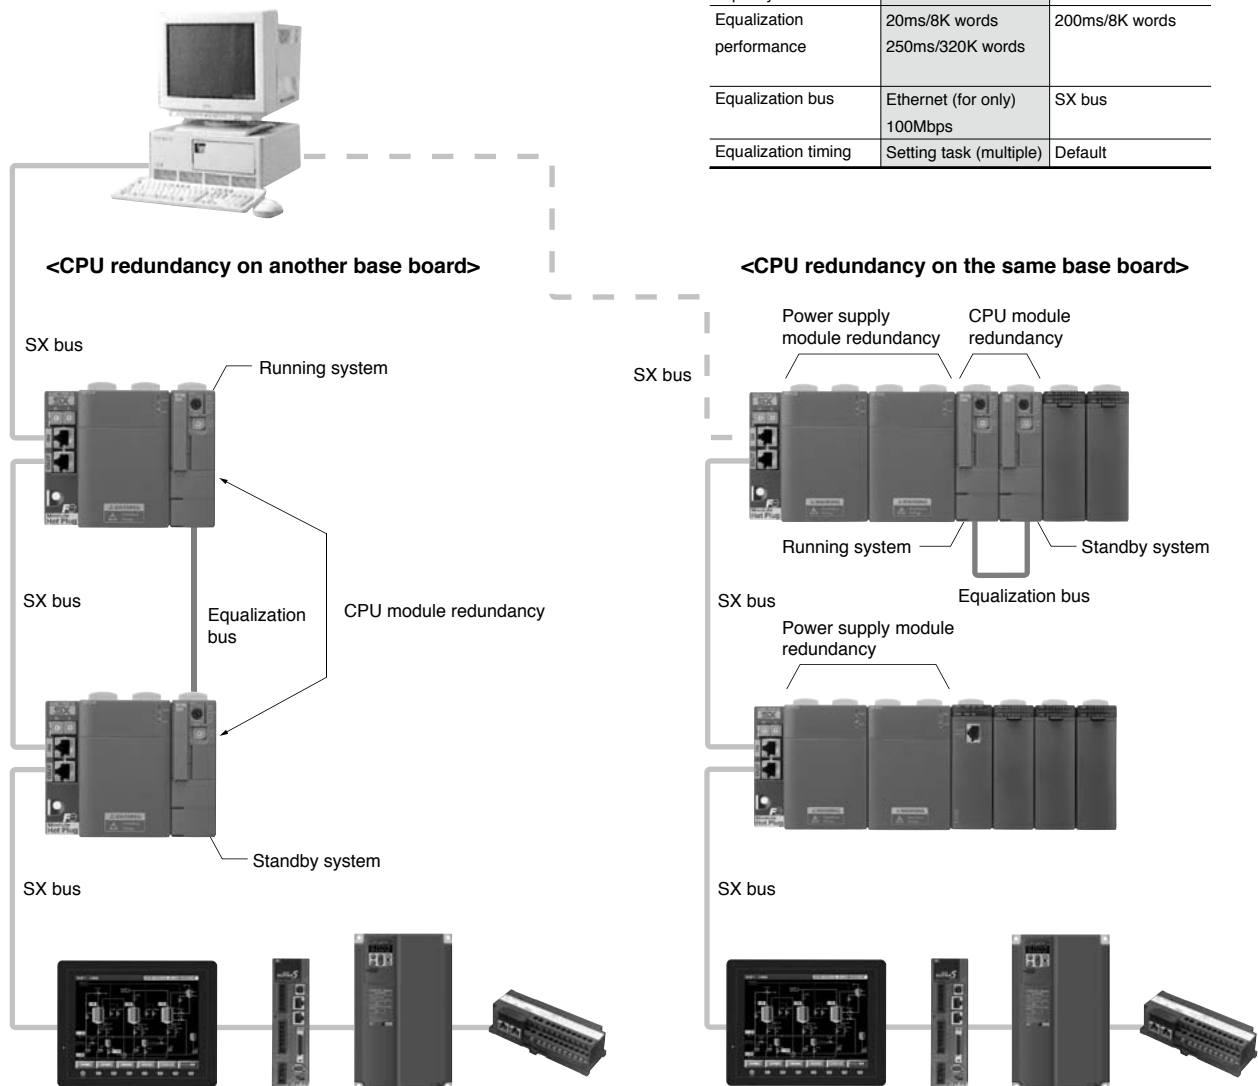 Equalization
performance
20ms/8K words
250ms/320K words
200ms/8K words
Equalization bus
Ethernet (for only)
100Mbps
SX bus
Equalization timing
Setting task (multiple)
Default
<CPU redundancy on another base board>
SX bus
Running system
SX bus
Equalization
bus
CPU module redundancy
Standby system
SX bus
<CPU redundancy on the same base board>
Power supply
module redundancy
CPU module
redundancy
SX bus
Running system
Standby system
Equalization bus
SX bus
Power supply module
redundancy
SX bus